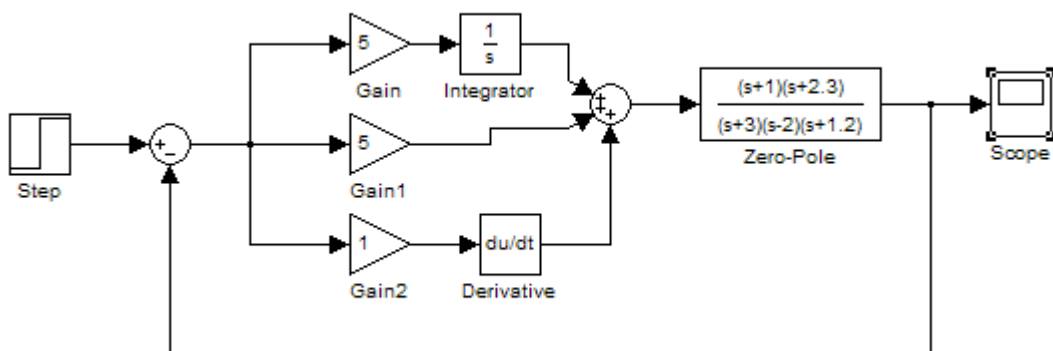 5
Gain
1
s
Integrator
Step
+
−
5
Gain1
+
+
+
(s+1)(s+2.3)
(s+3)(s-2)(s+1.2)
Zero-Pole
Scope
1
Gain2
du/dt
Derivative